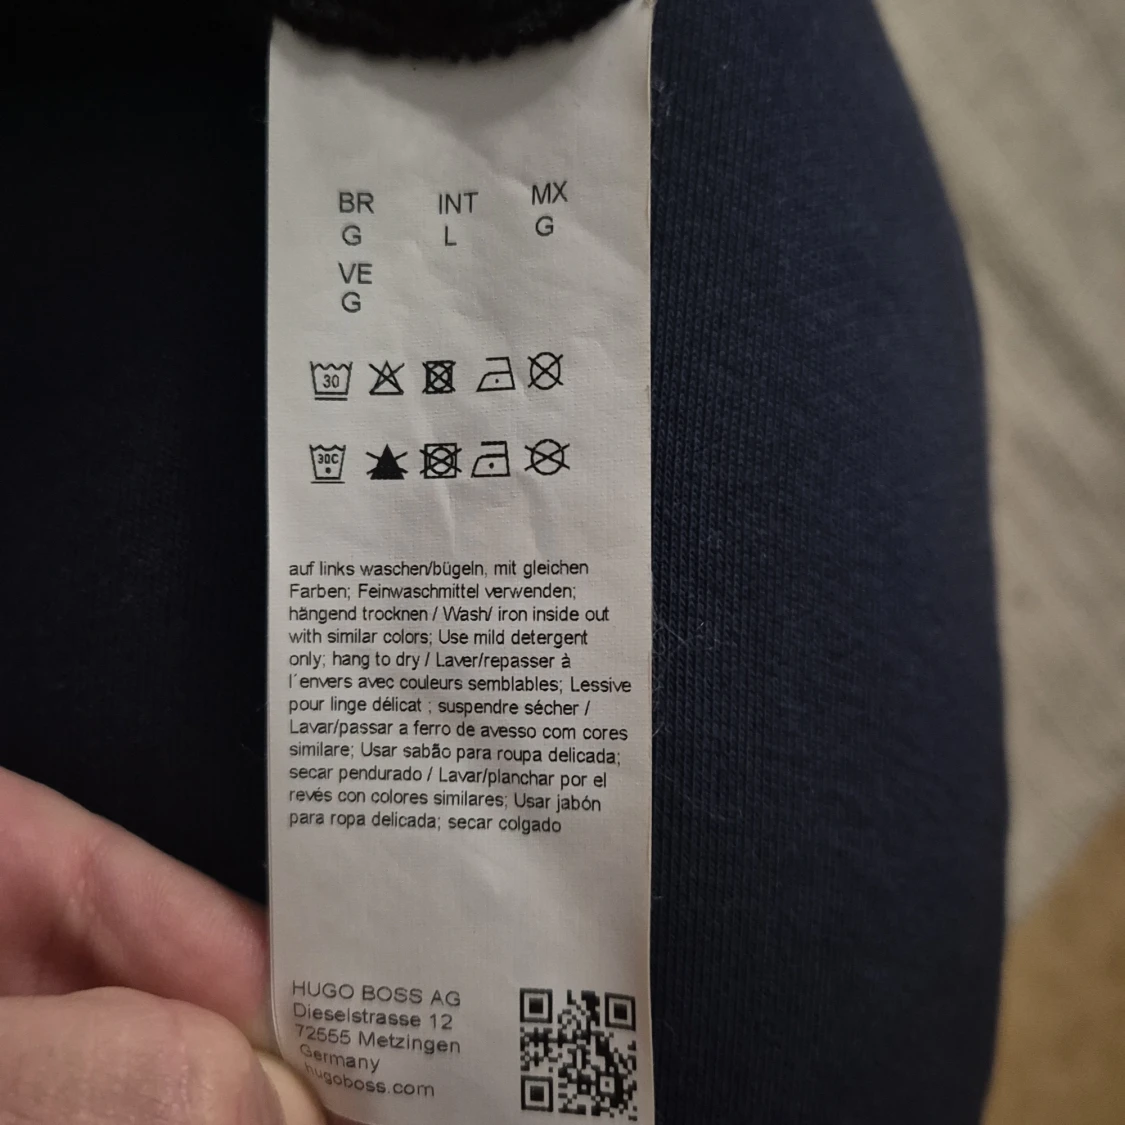 BR INT MX
G L G
VE
G
30
30C
auf links waschen/bügeln, mit gleichen
Farben; Feinwaschmittel verwenden;
hängend trocknen / Wash/ iron inside out
with similar colors; Use mild detergent
only; hang to dry / Laver/repasser à
l´envers avec couleurs semblables; Lessive
pour linge délicat ; suspendre sécher /
Lavar/passar a ferro de avesso com cores
similare; Usar sabão para roupa delicada;
secar pendurado / Lavar/planchar por el
revés con colores similares; Usar jabón
para ropa delicada; secar colgado
HUGO BOSS AG
Dieselstrasse 12
72555 Metzingen
Germany
hugoboss.com